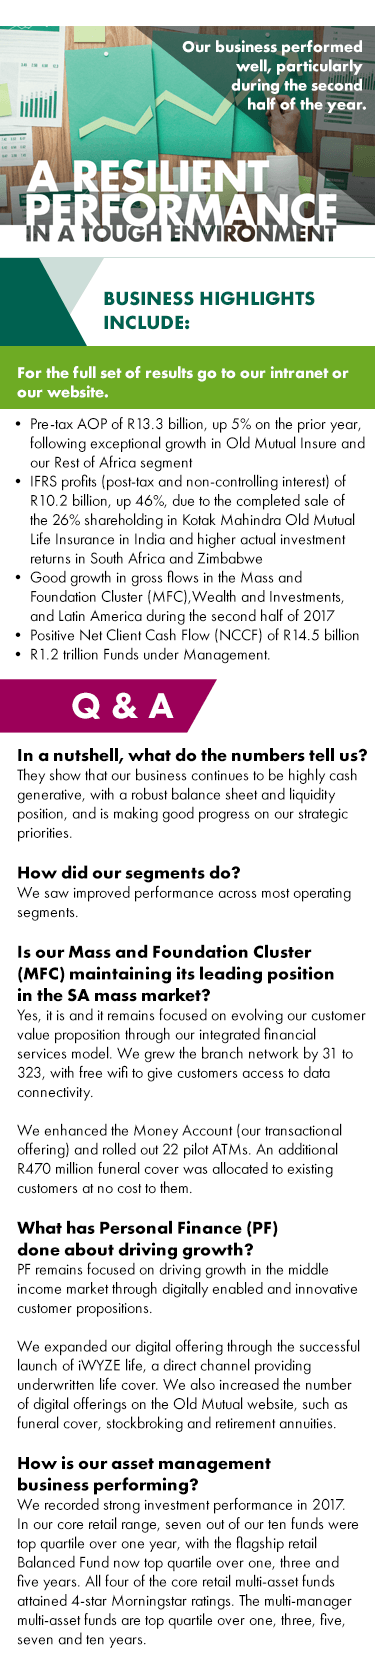 Our business performed
well, particularly
during the second
half of the year.
A RESILIENT
PERFORMANCE
IN A TOUGH ENVIRONMENT
BUSINESS HIGHLIGHTS
INCLUDE:
For the full set of results go to our intranet or
our website.
• Pre-tax AOP of R13.3 billion, up 5% on the prior year,
following exceptional growth in Old Mutual Insure and
our Rest of Africa segment
• IFRS profits (post-tax and non-controlling interest) of
R10.2 billion, up 46%, due to the completed sale of
the 26% shareholding in Kotak Mahindra Old Mutual
Life Insurance in India and higher actual investment
returns in South Africa and Zimbabwe
• Good growth in gross flows in the Mass and
Foundation Cluster (MFC),Wealth and Investments,
and Latin America during the second half of 2017
• Positive Net Client Cash Flow (NCCF) of R14.5 billion
• R1.2 trillion Funds under Management.
Q & A
In a nutshell, what do the numbers tell us?
They show that our business continues to be highly cash
generative, with a robust balance sheet and liquidity
position, and is making good progress on our strategic
priorities.
How did our segments do?
We saw improved performance across most operating
segments.
Is our Mass and Foundation Cluster
(MFC) maintaining its leading position
in the SA mass market?
Yes, it is and it remains focused on evolving our customer
value proposition through our integrated financial
services model. We grew the branch network by 31 to
323, with free wifi to give customers access to data
connectivity.
We enhanced the Money Account (our transactional
offering) and rolled out 22 pilot ATMs. An additional
R470 million funeral cover was allocated to existing
customers at no cost to them.
What has Personal Finance (PF)
done about driving growth?
PF remains focused on driving growth in the middle
income market through digitally enabled and innovative
customer propositions.
We expanded our digital offering through the successful
launch of iWYZE life, a direct channel providing
underwritten life cover. We also increased the number
of digital offerings on the Old Mutual website, such as
funeral cover, stockbroking and retirement annuities.
How is our asset management
business performing?
We recorded strong investment performance in 2017.
In our core retail range, seven out of our ten funds were
top quartile over one year, with the flagship retail
Balanced Fund now top quartile over one, three and
five years. All four of the core retail multi-asset funds
attained 4-star Morningstar ratings. The multi-manager
multi-asset funds are top quartile over one, three, five,
seven and ten years.